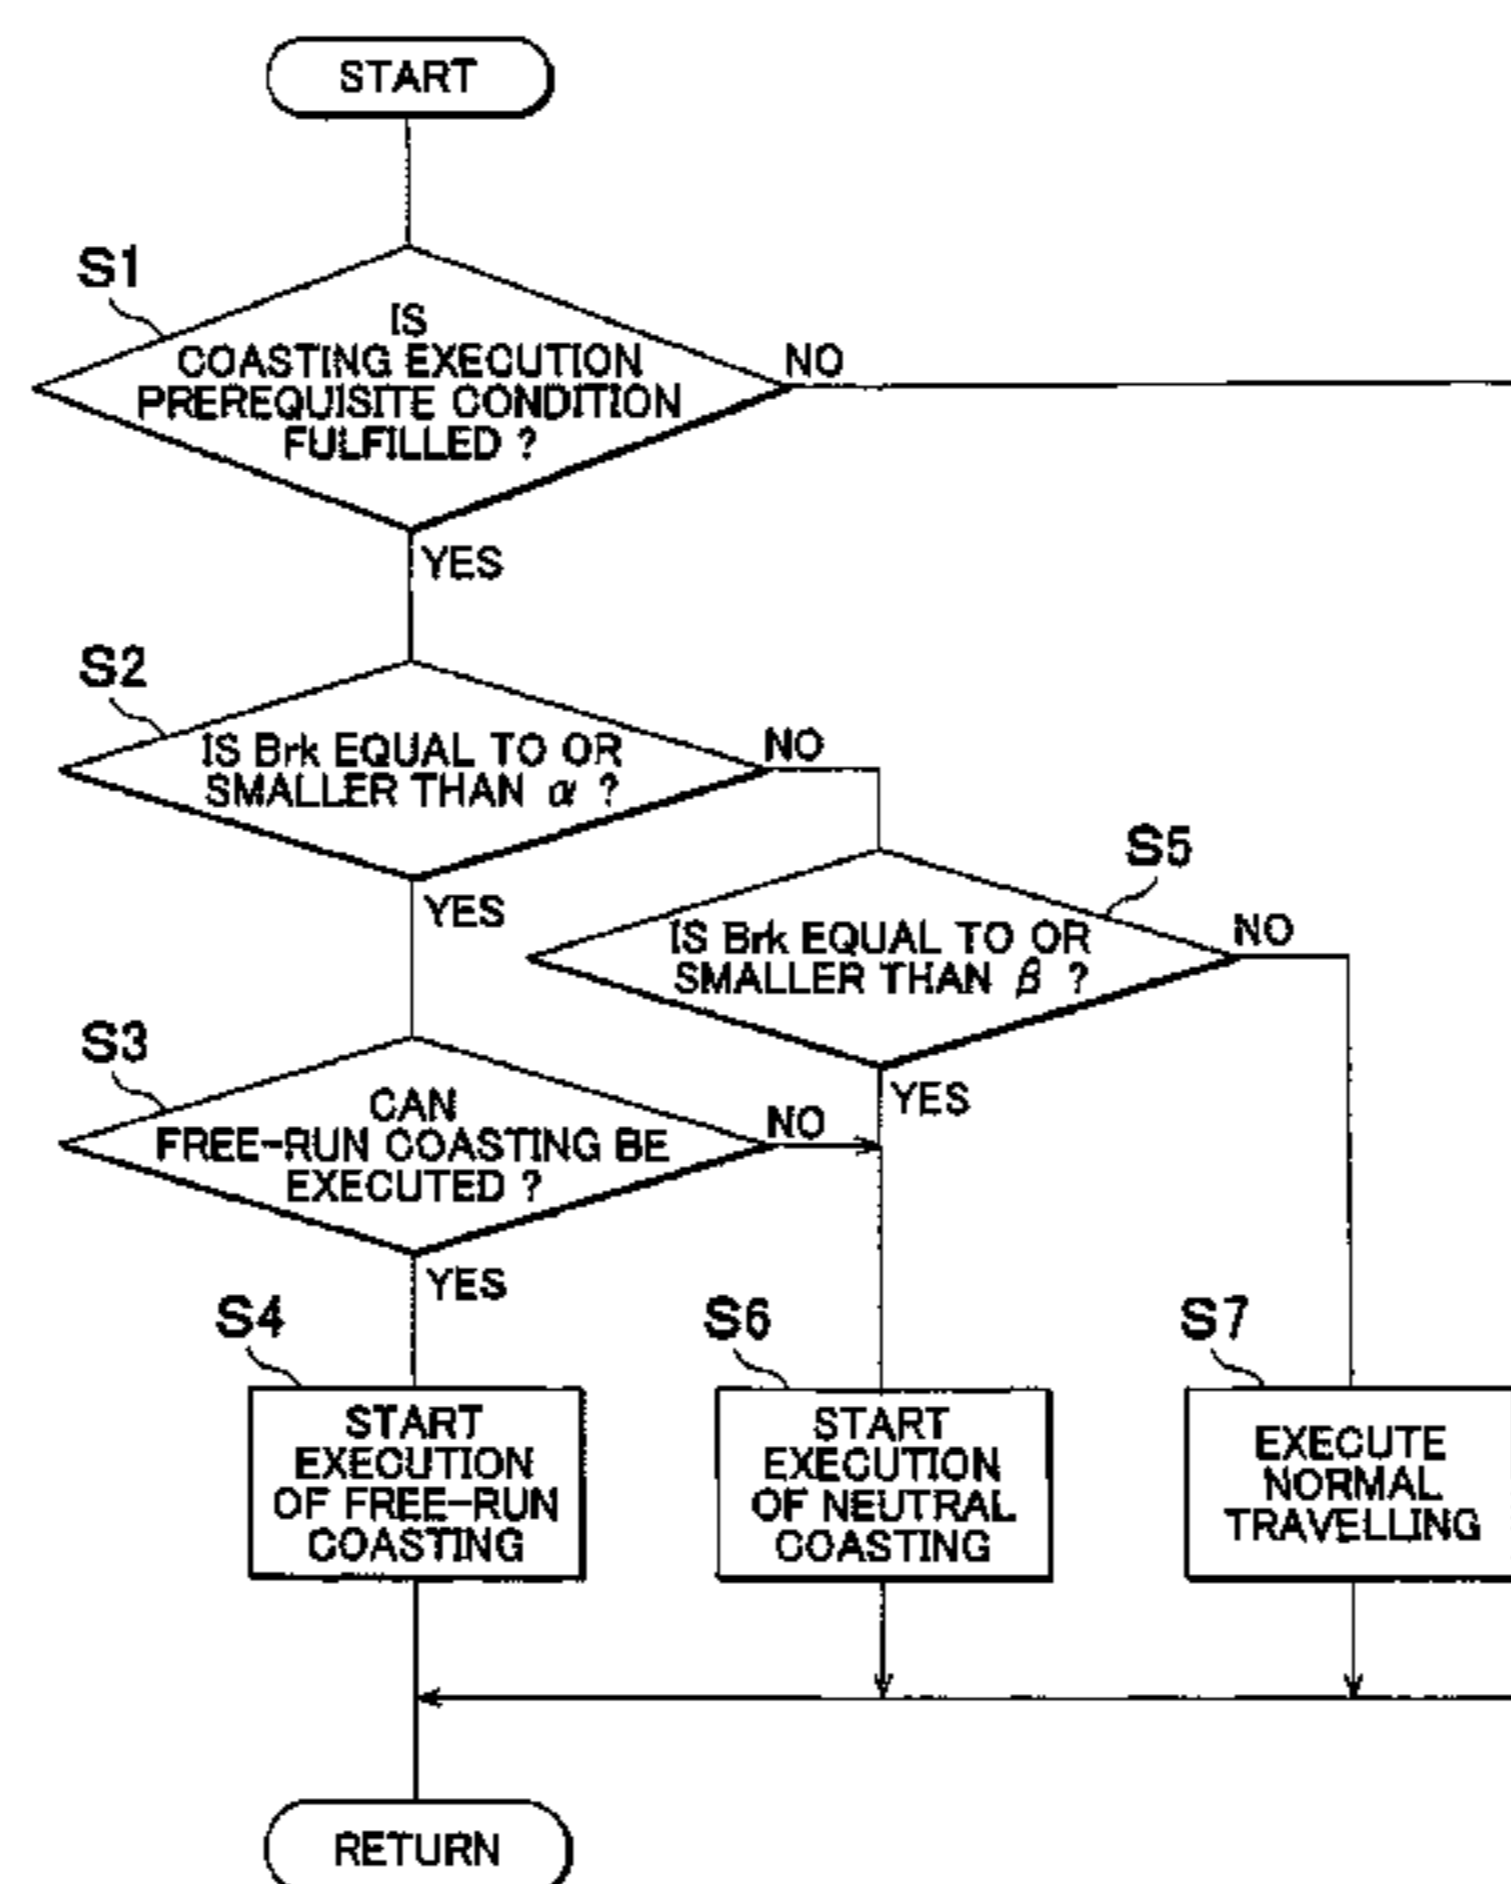 START
S1
IS
COASTING EXECUTION
PREREQUISITE CONDITION
FULFILLED ?
NO
YES
S2
IS Brk EQUAL TO OR
SMALLER THAN α ?
NO
YES
S5
IS Brk EQUAL TO OR
SMALLER THAN β ?
NO
YES
S3
CAN
FREE-RUN COASTING BE
EXECUTED ?
NO
YES
S4
START
EXECUTION
OF FREE-RUN
COASTING
S6
START
EXECUTION
OF NEUTRAL
COASTING
S7
EXECUTE
NORMAL
TRAVELLING
RETURN